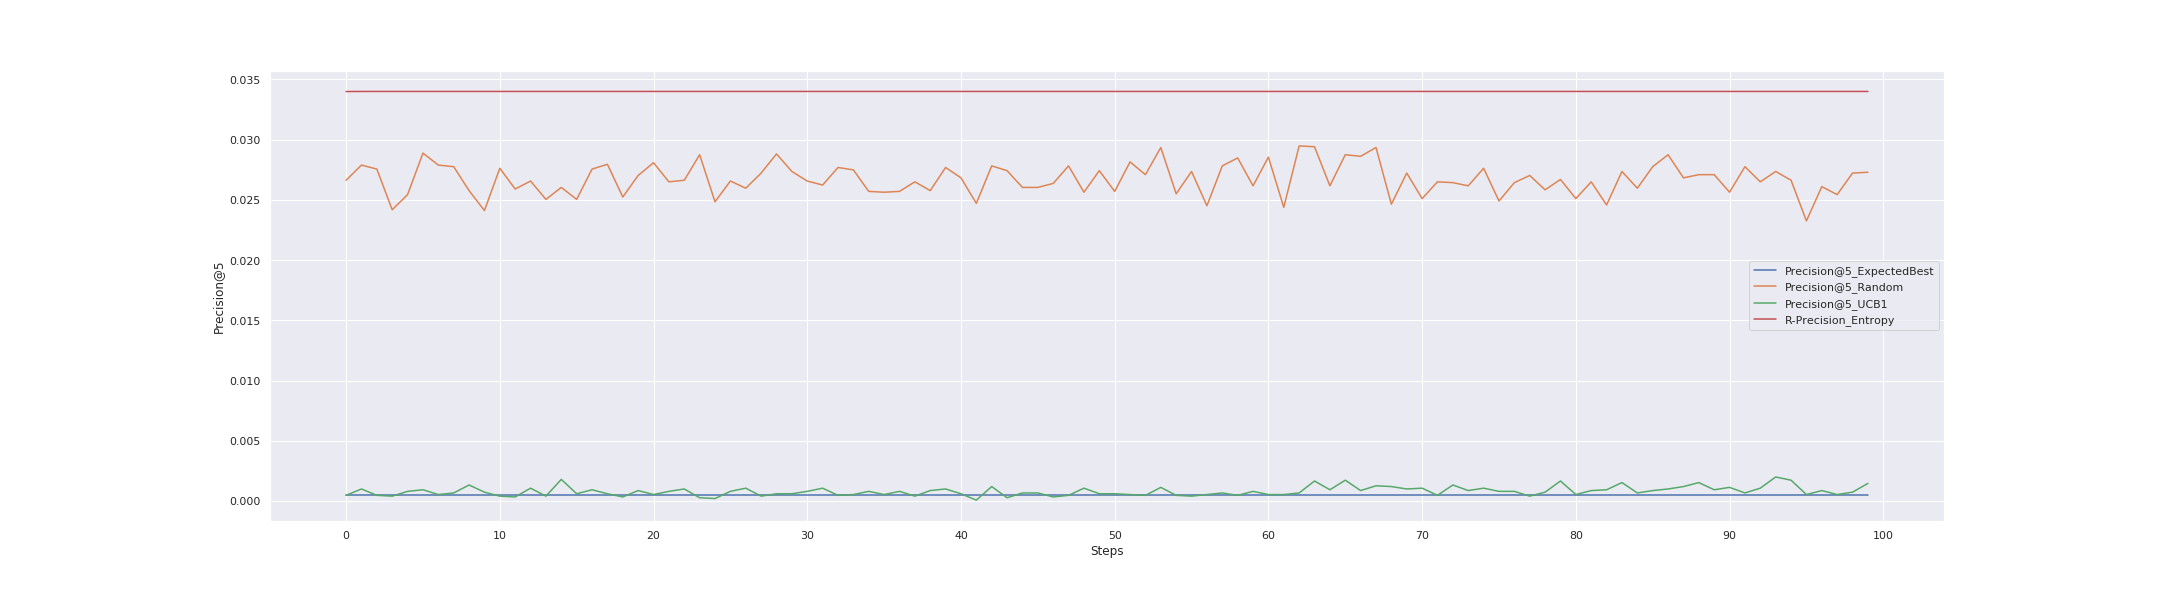 0.035
0.030
0.025
0.020
0.015
0.010
0.005
0.000
Precision@5
Precision@5_ExpectedBest
Precision@5_Random
Precision@5_UCB1
R-Precision_Entropy
0 10 20 30 40 50 60 70 80 90 100
Steps